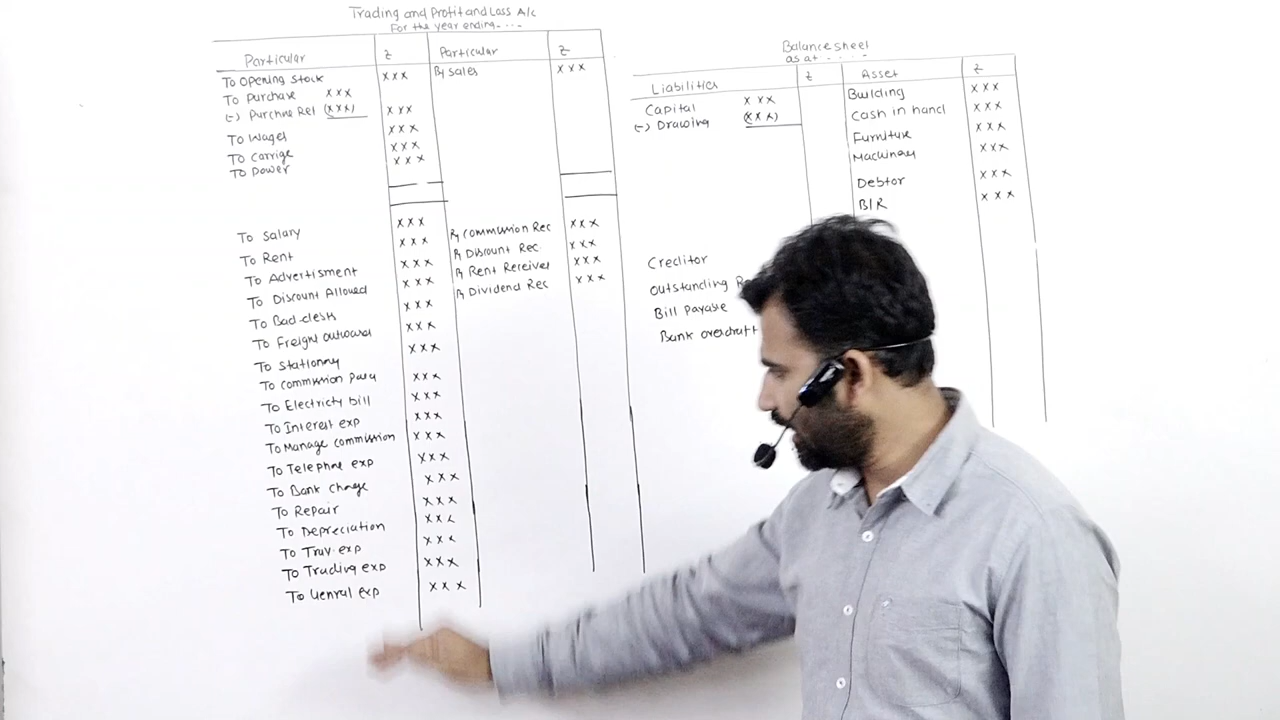 Trading and Profit and Loss A/c
For the year ending....
Particular Z Particular Z
To Opening Stock XXX By Sales XXX
To Purchase XXX
(-) Purchase Ret (XXX) XXX
To Wages XXX
To Carrige XXX
To Power XXX
To Salary XXX By Commission Rec XXX
To Rent XXX By Discount Rec XXX
To Advertisment XXX By Rent Receives XXX
To Discount Allowed XXX By Dividend Rec XXX
To Bad-debts XXX
To Freight outward XXX
To Stationny XXX
To Commission Paid XXX
To Electricty bill XXX
To Interest exp XXX
To Manage commission XXX
To Telephne exp XXX
To Bank Charge XXX
To Repair XXX
To Depreciation XXX
To Trav. exp XXX
To Trading exp XXX
To Genral exp XXX
Balance sheet
as at .....
Liabilities Z Asset Z
Capital XXX Building XXX
(-) Drawing (XXX) Cash in hand XXX
Furniture XXX
Machinary XXX
Debtor XXX
B/R XXX
Creditor
Outstanding
Bill Payable
Bank overdraft